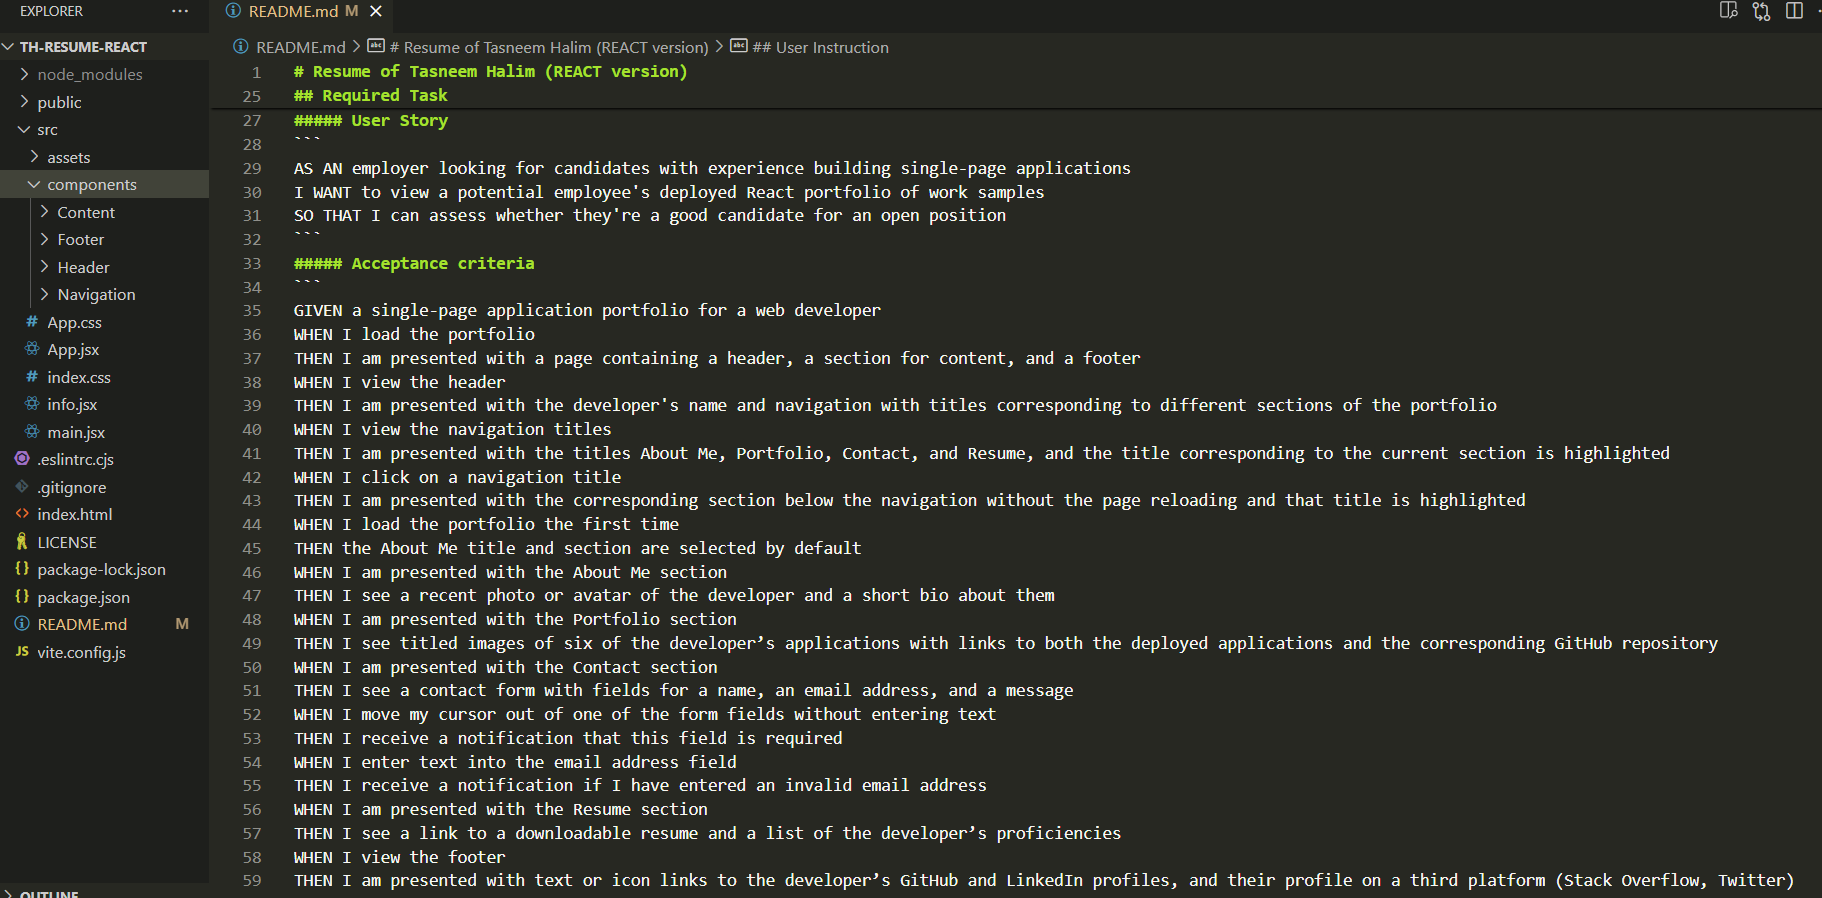 EXPLORER
TH-RESUME-REACT
node_modules
public
src
assets
components
Content
Footer
Header
Navigation
# App.css
App.jsx
# index.css
info.jsx
main.jsx
.eslintrc.cjs
.gitignore
<> index.html
LICENSE
{} package-lock.json
{} package.json
README.md M
JS vite.config.js
OUTLINE
README.md M
README.md > # Resume of Tasneem Halim (REACT version) > ## User Instruction
1 # Resume of Tasneem Halim (REACT version)
25 ## Required Task
27 ##### User Story
28 ```
29 AS AN employer looking for candidates with experience building single-page applications
30 I WANT to view a potential employee's deployed React portfolio of work samples
31 SO THAT I can assess whether they're a good candidate for an open position
32 ```
33 ##### Acceptance criteria
34 ```
35 GIVEN a single-page application portfolio for a web developer
36 WHEN I load the portfolio
37 THEN I am presented with a page containing a header, a section for content, and a footer
38 WHEN I view the header
39 THEN I am presented with the developer's name and navigation with titles corresponding to different sections of the portfolio
40 WHEN I view the navigation titles
41 THEN I am presented with the titles About Me, Portfolio, Contact, and Resume, and the title corresponding to the current section is highlighted
42 WHEN I click on a navigation title
43 THEN I am presented with the corresponding section below the navigation without the page reloading and that title is highlighted
44 WHEN I load the portfolio the first time
45 THEN the About Me title and section are selected by default
46 WHEN I am presented with the About Me section
47 THEN I see a recent photo or avatar of the developer and a short bio about them
48 WHEN I am presented with the Portfolio section
49 THEN I see titled images of six of the developer’s applications with links to both the deployed applications and the corresponding GitHub repository
50 WHEN I am presented with the Contact section
51 THEN I see a contact form with fields for a name, an email address, and a message
52 WHEN I move my cursor out of one of the form fields without entering text
53 THEN I receive a notification that this field is required
54 WHEN I enter text into the email address field
55 THEN I receive a notification if I have entered an invalid email address
56 WHEN I am presented with the Resume section
57 THEN I see a link to a downloadable resume and a list of the developer’s proficiencies
58 WHEN I view the footer
59 THEN I am presented with text or icon links to the developer’s GitHub and LinkedIn profiles, and their profile on a third platform (Stack Overflow, Twitter)